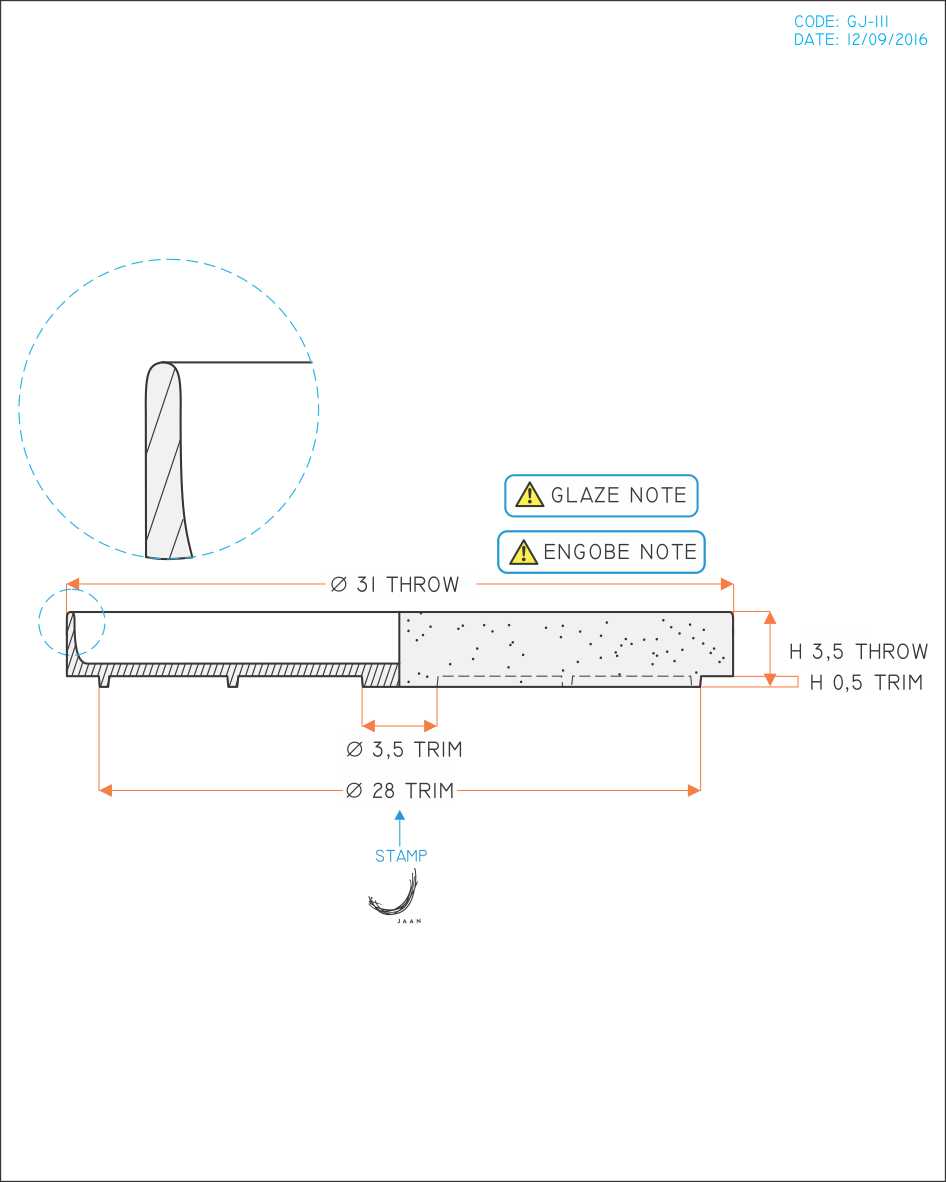 CODE: GJ-111
DATE: 12/09/2016
GLAZE NOTE
ENGOBE NOTE
Ø 31 THROW
H 3,5 THROW
H 0,5 TRIM
Ø 3,5 TRIM
Ø 28 TRIM
STAMP
JAAN